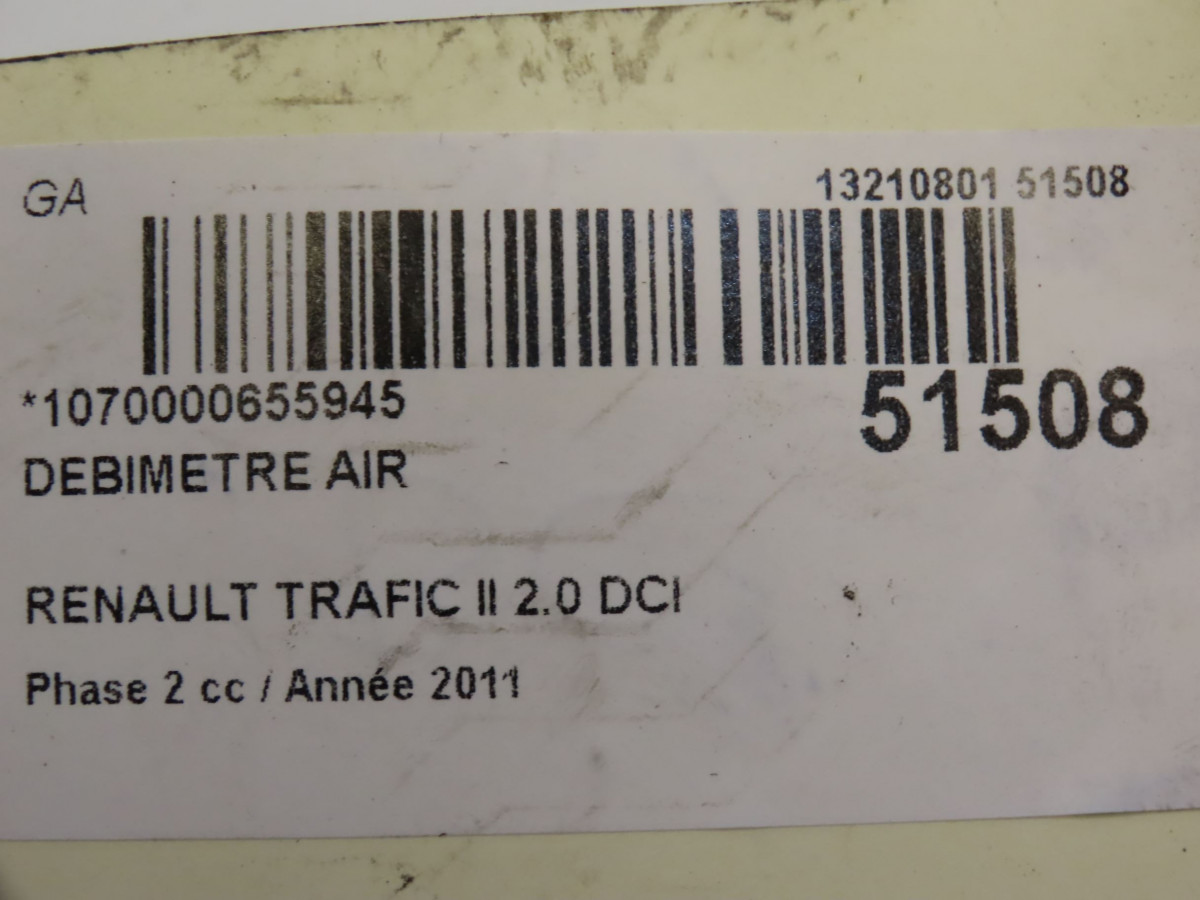 GA
13210801 51508
*1070000655945
51508
DEBIMETRE AIR
RENAULT TRAFIC II 2.0 DCI
Phase 2 cc / Année 2011